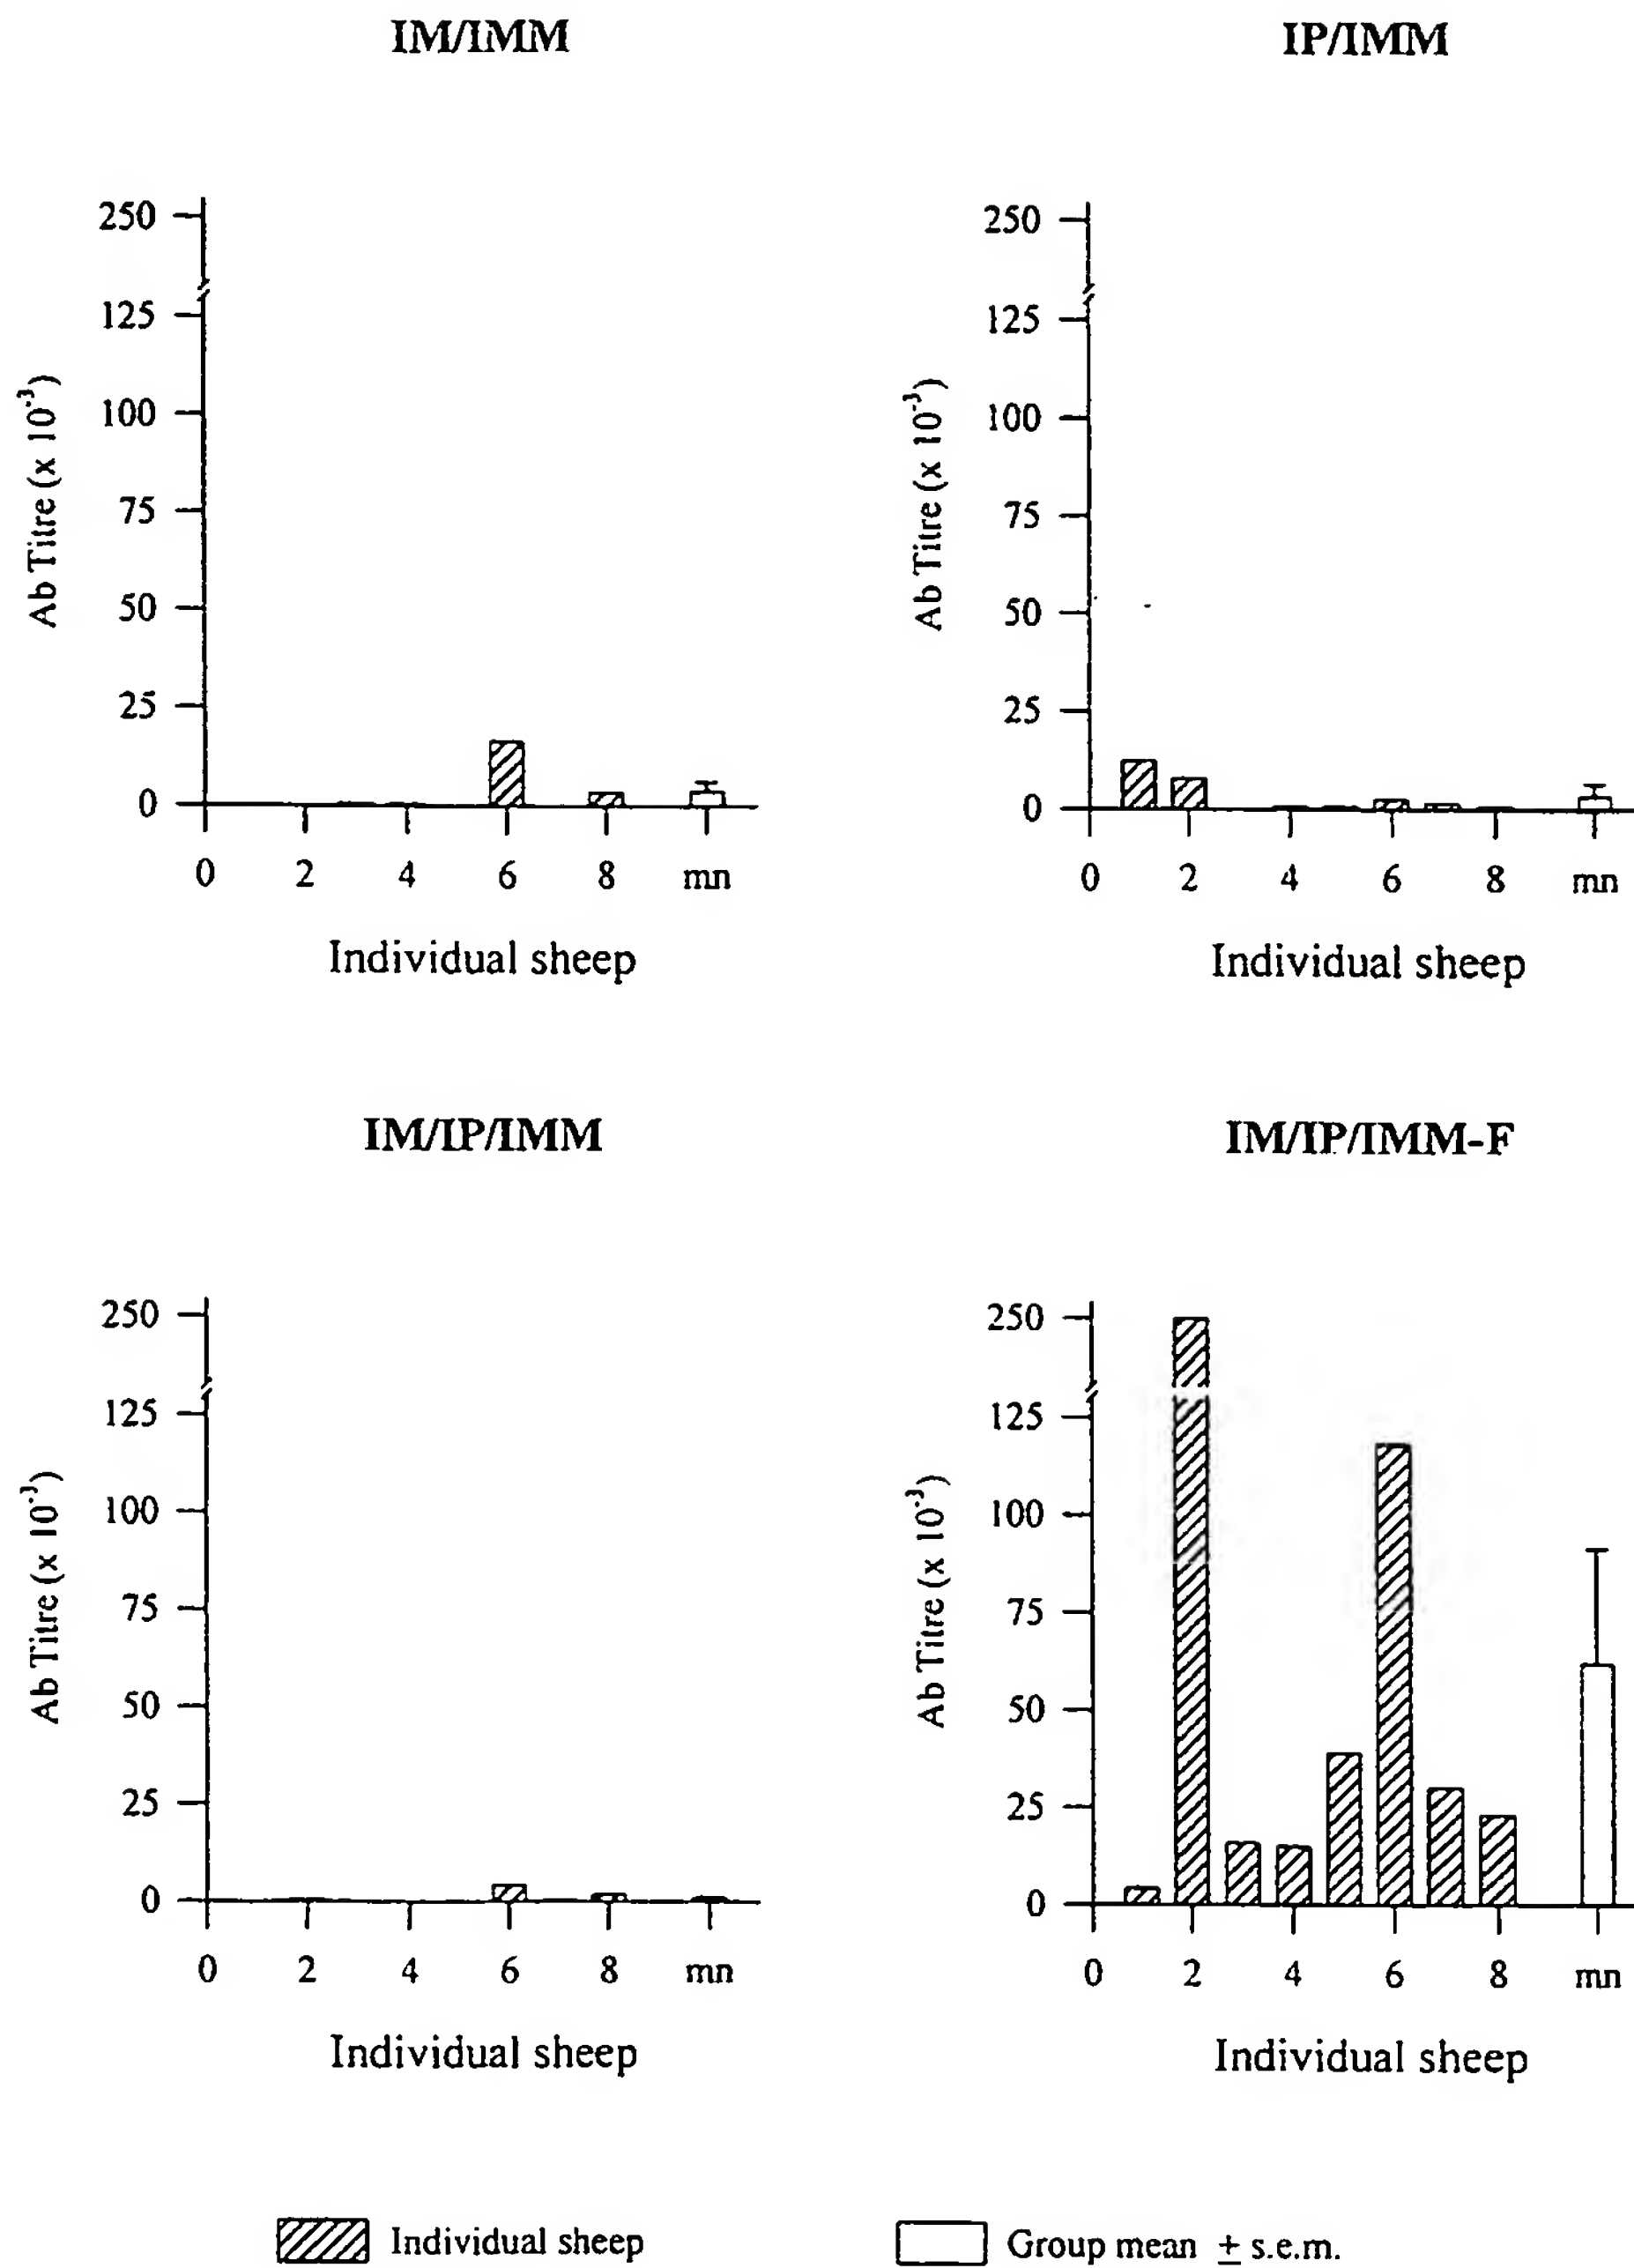 IM/IMM
IP/IMM
250
125
100
75
50
25
0
Ab Titre (x 10⁻³)
0 2 4 6 8 mn
Individual sheep
250
125
100
75
50
25
0
Ab Titre (x 10⁻³)
0 2 4 6 8 mn
Individual sheep
IM/IP/IMM
IM/IP/IMM-F
250
125
100
75
50
25
0
Ab Titre (x 10⁻³)
0 2 4 6 8 mn
Individual sheep
250
125
100
75
50
25
0
Ab Titre (x 10⁻³)
0 2 4 6 8 mn
Individual sheep
Individual sheep
Group mean ± s.e.m.